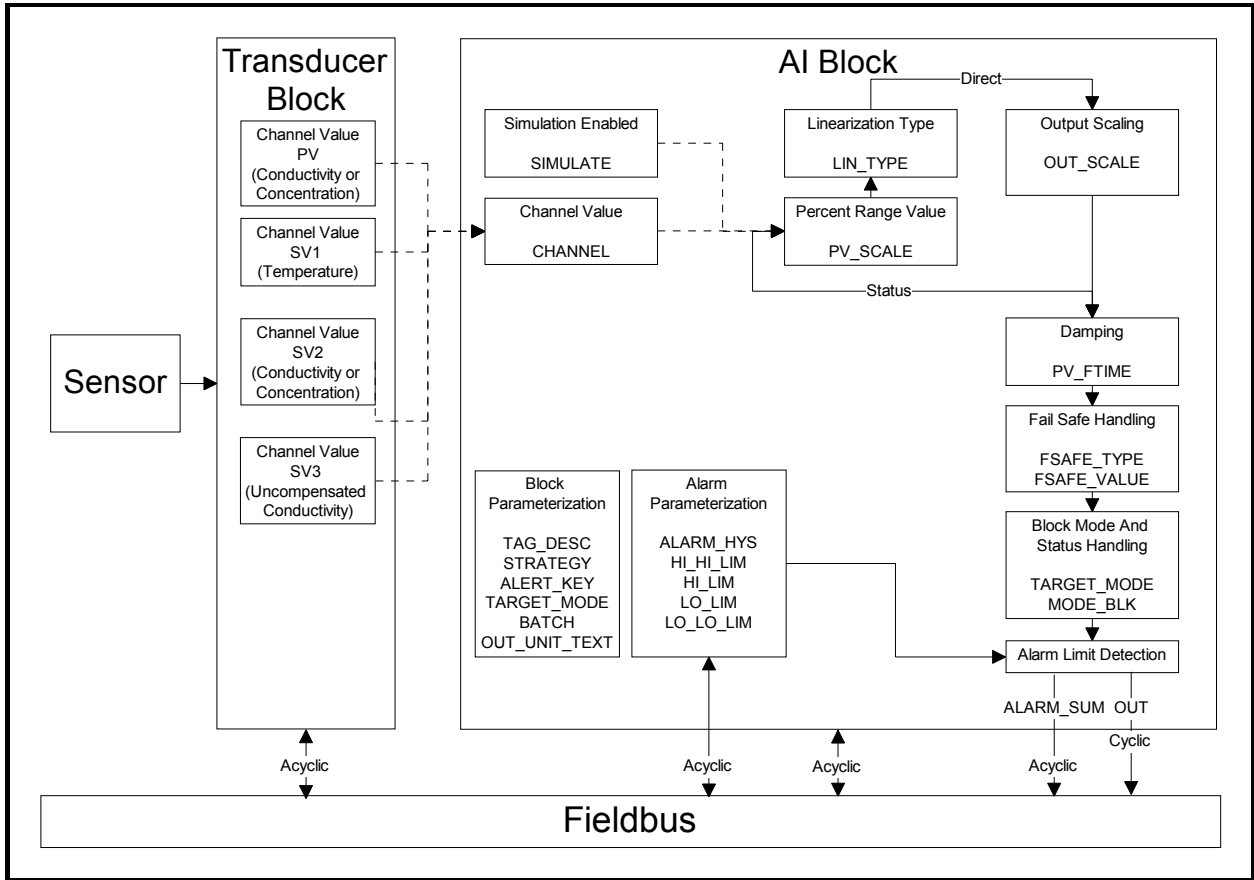 Transducer
Block
Channel Value
PV
(Conductivity or
Concentration)
Channel Value
SV1
(Temperature)
Channel Value
SV2
(Conductivity or
Concentration)
Channel Value
SV3
(Uncompensated
Conductivity)
Sensor
AI Block
Simulation Enabled
SIMULATE
Channel Value
CHANNEL
Linearization Type
LIN_TYPE
Percent Range Value
PV_SCALE
Direct
Output Scaling
OUT_SCALE
Status
Damping
PV_FTIME
Fail Safe Handling
FSAFE_TYPE
FSAFE_VALUE
Block Mode And
Status Handling
TARGET_MODE
MODE_BLK
Alarm Limit Detection
Block
Parameterization
TAG_DESC
STRATEGY
ALERT_KEY
TARGET_MODE
BATCH
OUT_UNIT_TEXT
Alarm
Parameterization
ALARM_HYS
HI_HI_LIM
HI_LIM
LO_LIM
LO_LO_LIM
ALARM_SUM OUT
Cyclic
Acyclic
Acyclic
Acyclic
Acyclic
Fieldbus